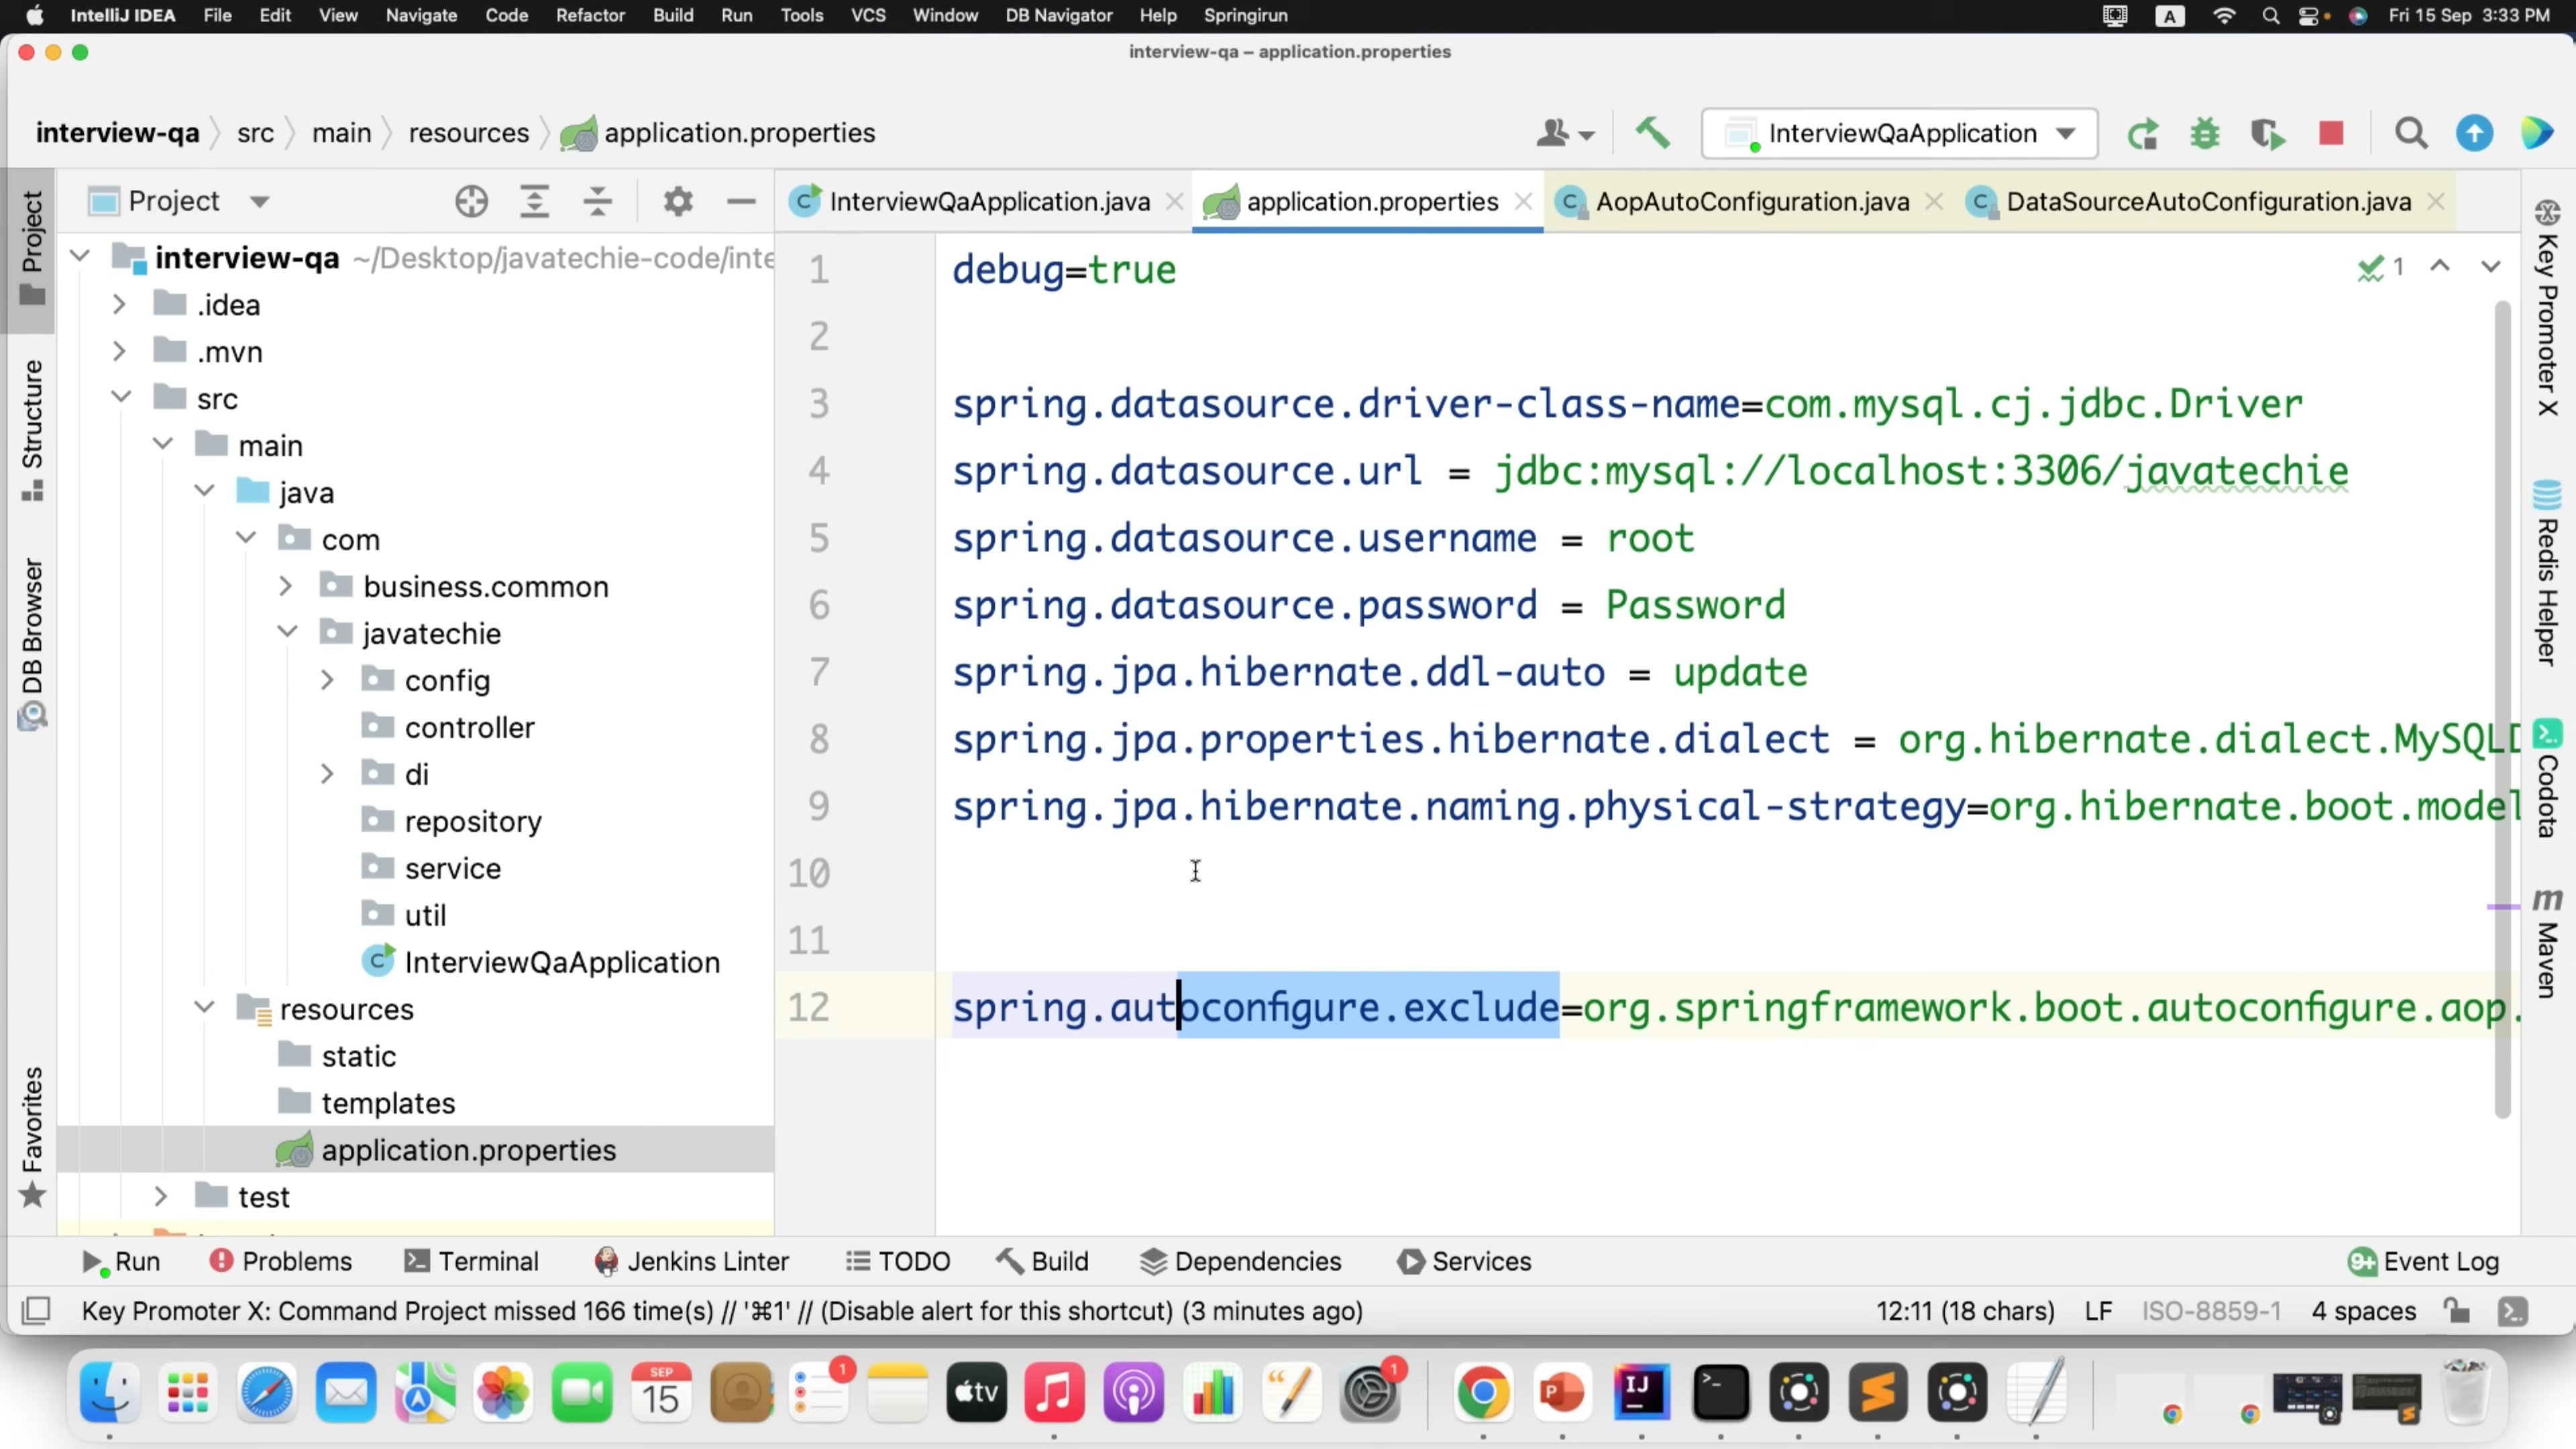 IntelliJ IDEA File Edit View Navigate Code Refactor Build Run Tools VCS Window DB Navigator Help Springirun A Fri 15 Sep 3:33 PM
interview-qa – application.properties
interview-qa src main resources application.properties InterviewQaApplication
Project
InterviewQaApplication.java application.properties AopAutoConfiguration.java DataSourceAutoConfiguration.java
Project
Structure
DB Browser
Favorites
interview-qa ~/Desktop/javatechie-code/inte
.idea
.mvn
src
main
java
com
business.common
javatechie
config
controller
di
repository
service
util
InterviewQaApplication
resources
static
templates
application.properties
test
1 debug=true
2
3 spring.datasource.driver-class-name=com.mysql.cj.jdbc.Driver
4 spring.datasource.url = jdbc:mysql://localhost:3306/javatechie
5 spring.datasource.username = root
6 spring.datasource.password = Password
7 spring.jpa.hibernate.ddl-auto = update
8 spring.jpa.properties.hibernate.dialect = org.hibernate.dialect.MySQLD
9 spring.jpa.hibernate.naming.physical-strategy=org.hibernate.boot.model
10
11
12 spring.autoconfigure.exclude=org.springframework.boot.autoconfigure.aop.
1
Key Promoter X
Redis Helper
Codota
m Maven
Run Problems Terminal Jenkins Linter TODO Build Dependencies Services 9+ Event Log
Key Promoter X: Command Project missed 166 time(s) // '⌘1' // (Disable alert for this shortcut) (3 minutes ago) 12:11 (18 chars) LF ISO-8859-1 4 spaces
SEP
15
1
tv
1
P
IJ